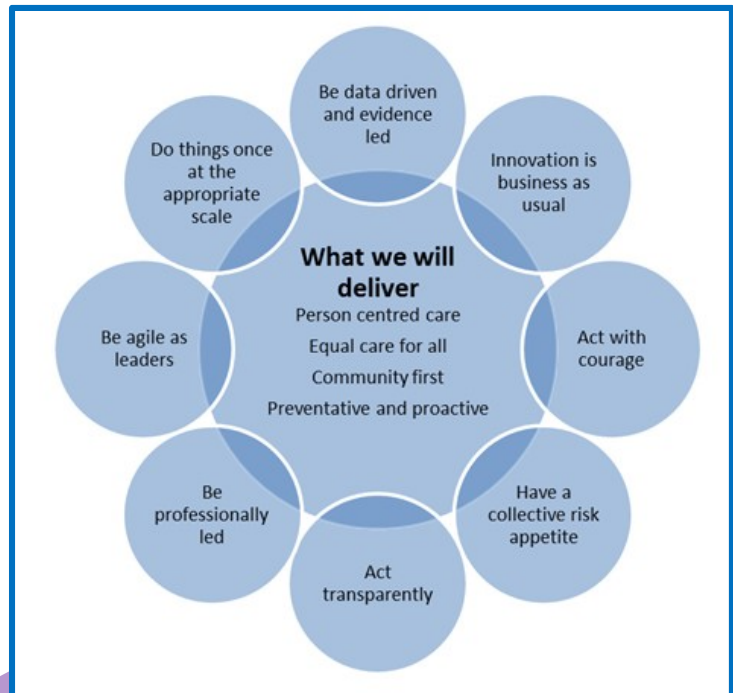 Be data driven
and evidence
led
Innovation is
business as
usual
Act with
courage
Have a
collective risk
appetite
Act
transparently
Be
professionally
led
Be agile as
leaders
Do things once
at the
appropriate
scale
What we will
deliver
Person centred care
Equal care for all
Community first
Preventative and proactive